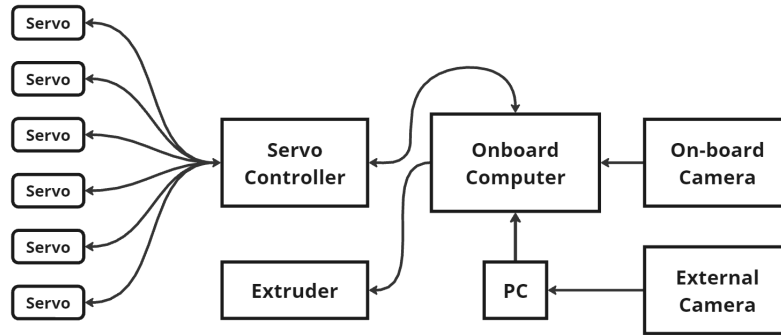 Servo
Servo
Servo
Servo
Servo
Servo
Servo
Controller
Extruder
Onboard
Computer
PC
On-board
Camera
External
Camera